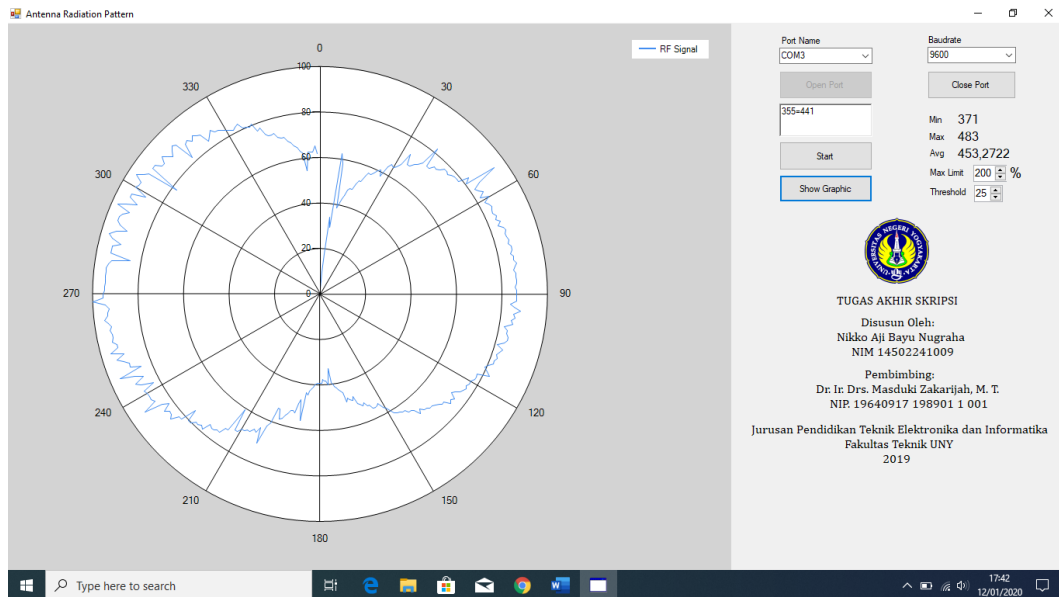 Antenna Radiation Pattern
RF Signal
0
30
60
90
120
150
180
210
240
270
300
330
100
80
60
40
20
0
Port Name
Baudrate
COM3
9600
Open Port
Close Port
355=441
Min 371
Max 483
Avg 453,2722
Start
Max Limit 200 %
Show Graphic
Threshold 25
UNIVERSITAS NEGERI YOGYAKARTA
TUGAS AKHIR SKRIPSI
Disusun Oleh:
Nikko Aji Bayu Nugraha
NIM 14502241009
Pembimbing:
Dr. Ir. Drs. Masduki Zakarijah, M. T.
NIP. 19640917 198901 1 001
Jurusan Pendidikan Teknik Elektronika dan Informatika
Fakultas Teknik UNY
2019
Type here to search
17:42
12/01/2020